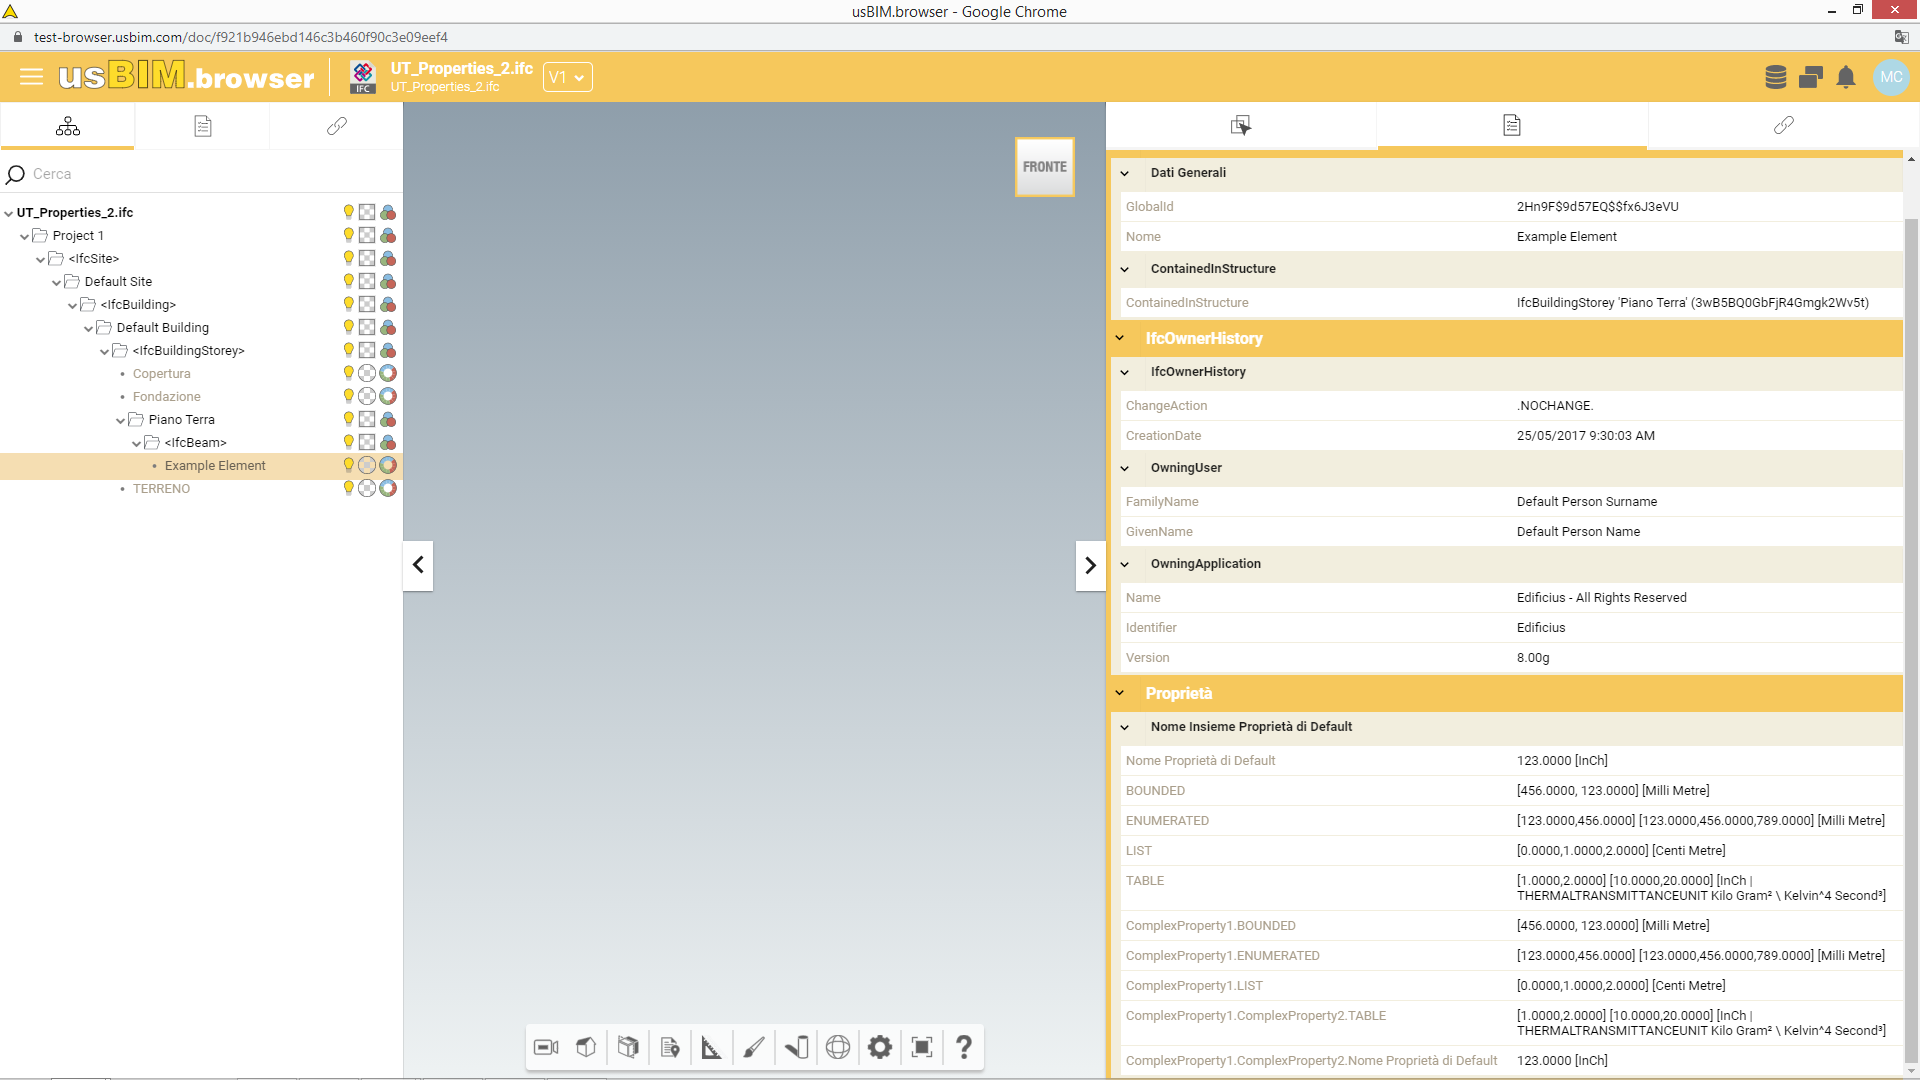 usBIM.browser - Google Chrome
test-browser.usbim.com/doc/f921b946ebd146c3b460f90c3e09eef4
usBIM.browser
IFC
UT_Properties_2.ifc
UT_Properties_2.ifc
V1
MC
Cerca
UT_Properties_2.ifc
Project 1
<IfcSite>
Default Site
<IfcBuilding>
Default Building
<IfcBuildingStorey>
Copertura
Fondazione
Piano Terra
<IfcBeam>
Example Element
TERRENO
FRONTE
Dati Generali
GlobalId 2Hn9F$9d57EQ$$fx6J3eVU
Nome Example Element
ContainedInStructure
ContainedInStructure IfcBuildingStorey 'Piano Terra' (3wB5BQ0GbFjR4Gmgk2Wv5t)
IfcOwnerHistory
IfcOwnerHistory
ChangeAction .NOCHANGE.
CreationDate 25/05/2017 9:30:03 AM
OwningUser
FamilyName Default Person Surname
GivenName Default Person Name
OwningApplication
Name Edificius - All Rights Reserved
Identifier Edificius
Version 8.00g
Proprietà
Nome Insieme Proprietà di Default
Nome Proprietà di Default 123.0000 [InCh]
BOUNDED [456.0000, 123.0000] [Milli Metre]
ENUMERATED [123.0000,456.0000] [123.0000,456.0000,789.0000] [Milli Metre]
LIST [0.0000,1.0000,2.0000] [Centi Metre]
TABLE [1.0000,2.0000] [10.0000,20.0000] [InCh |
THERMALTRANSMITTANCEUNIT Kilo Gram² \ Kelvin^4 Second³]
ComplexProperty1.BOUNDED [456.0000, 123.0000] [Milli Metre]
ComplexProperty1.ENUMERATED [123.0000,456.0000] [123.0000,456.0000,789.0000] [Milli Metre]
ComplexProperty1.LIST [0.0000,1.0000,2.0000] [Centi Metre]
ComplexProperty1.ComplexProperty2.TABLE [1.0000,2.0000] [10.0000,20.0000] [InCh |
THERMALTRANSMITTANCEUNIT Kilo Gram² \ Kelvin^4 Second³]
ComplexProperty1.ComplexProperty2.Nome Proprietà di Default 123.0000 [InCh]